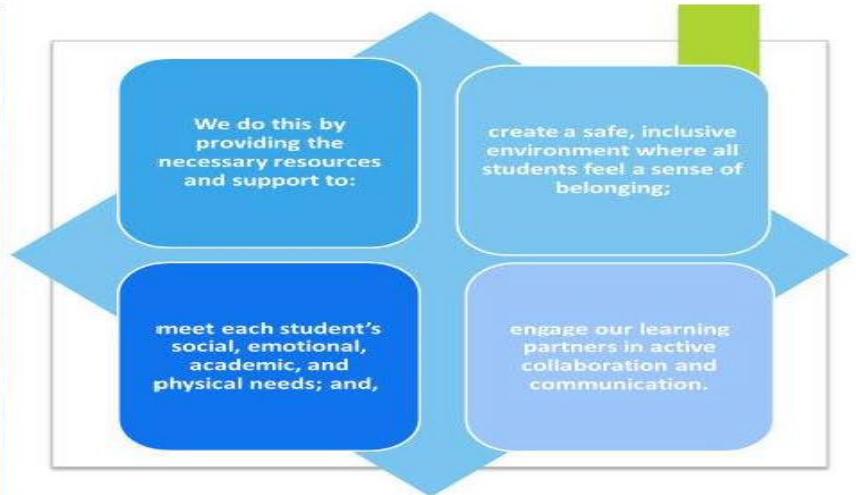 We do this by
providing the
necessary resources
and support to:
create a safe, inclusive
environment where all
students feel a sense of
belonging;
meet each student's
social, emotional,
academic, and
physical needs; and,
engage our learning
partners in active
collaboration and
communication.